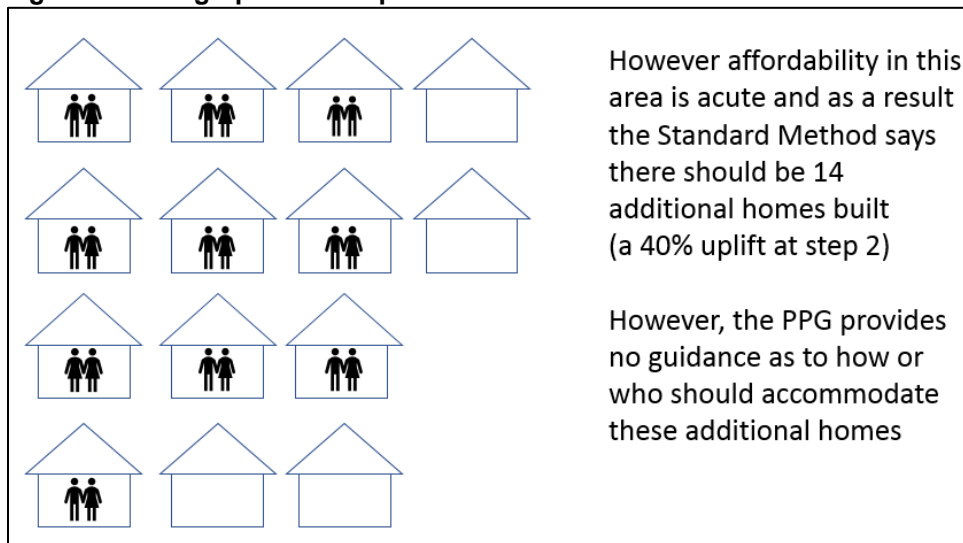 However affordability in this
area is acute and as a result
the Standard Method says
there should be 14
additional homes built
(a 40% uplift at step 2)
However, the PPG provides
no guidance as to how or
who should accommodate
these additional homes